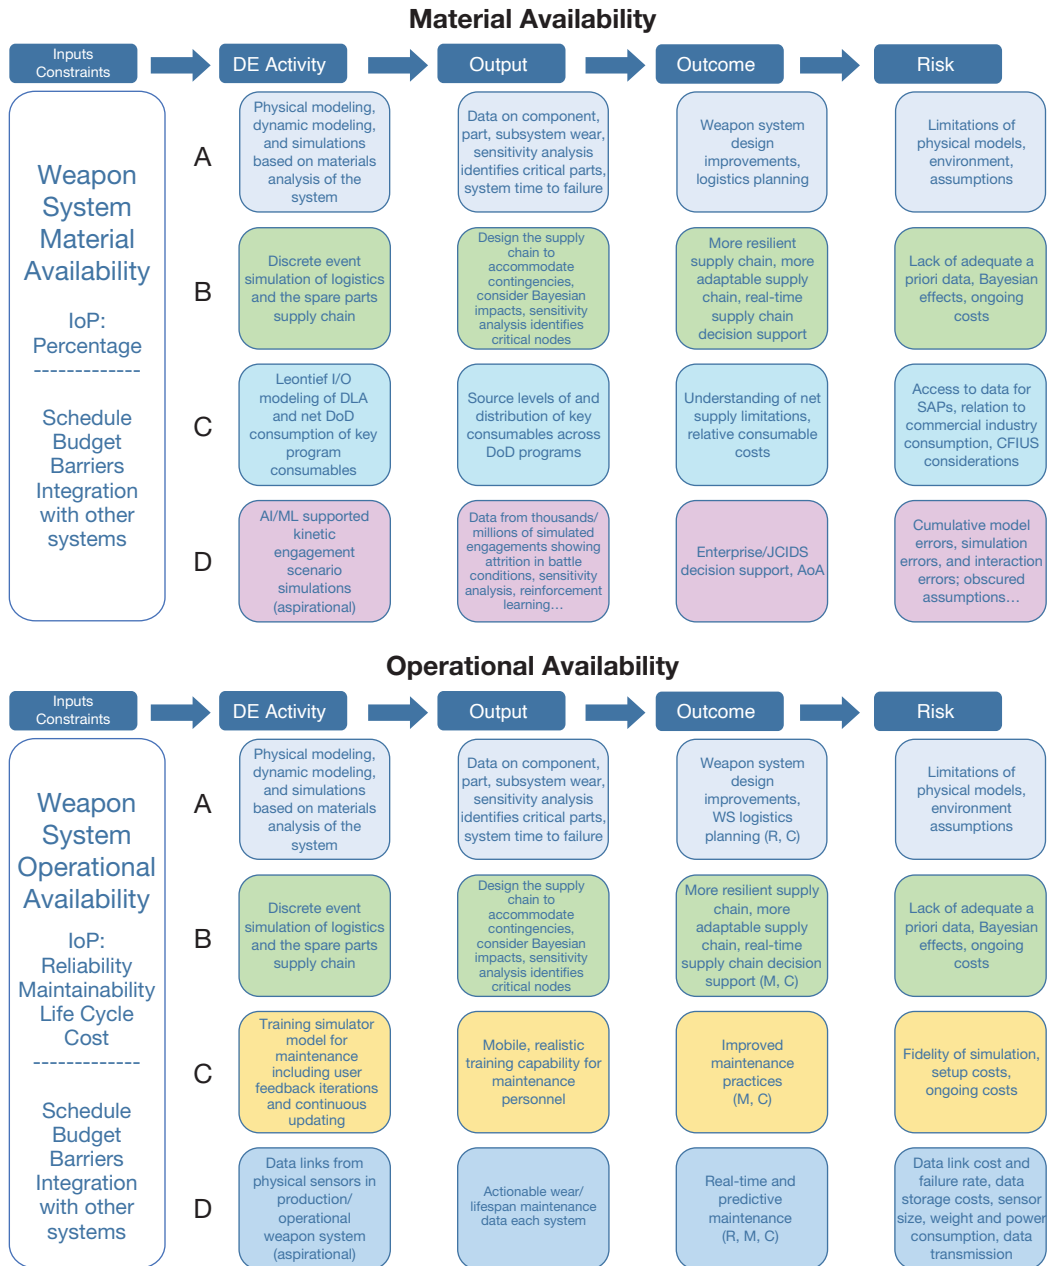 Material Availability
Inputs
Constraints
DE Activity
Output
Outcome
Risk
Weapon
System
Material
Availability
IoP:
Percentage
-------------
Schedule
Budget
Barriers
Integration
with other
systems
A
Physical modeling,
dynamic modeling,
and simulations
based on materials
analysis of the
system
Data on component,
part, subsystem wear,
sensitivity analysis
identifies critical parts,
system time to failure
Weapon system
design
improvements,
logistics planning
Limitations of
physical models,
environment,
assumptions
B
Discrete event
simulation of logistics
and the spare parts
supply chain
Design the supply
chain to
accommodate
contingencies,
consider Bayesian
impacts, sensitivity
analysis identifies
critical nodes
More resilient
supply chain, more
adaptable supply
chain, real-time
supply chain
decision support
Lack of adequate a
priori data, Bayesian
effects, ongoing
costs
C
Leontief I/O
modeling of DLA
and net DoD
consumption of key
program
consumables
Source levels of and
distribution of key
consumables across
DoD programs
Understanding of net
supply limitations,
relative consumable
costs
Access to data for
SAPs, relation to
commercial industry
consumption, CFIUS
considerations
D
AI/ML supported
kinetic
engagement
scenario
simulations
(aspirational)
Data from thousands/
millions of simulated
engagements showing
attrition in battle
conditions, sensitivity
analysis, reinforcement
learning…
Enterprise/JCIDS
decision support, AoA
Cumulative model
errors, simulation
errors, and interaction
errors; obscured
assumptions…
Operational Availability
Inputs
Constraints
DE Activity
Output
Outcome
Risk
Weapon
System
Operational
Availability
IoP:
Reliability
Maintainability
Life Cycle
Cost
-------------
Schedule
Budget
Barriers
Integration
with other
systems
A
Physical modeling,
dynamic modeling,
and simulations
based on materials
analysis of the
system
Data on component,
part, subsystem wear,
sensitivity analysis
identifies critical parts,
system time to failure
Weapon system
design
improvements,
WS logistics
planning (R, C)
Limitations of
physical models,
environment
assumptions
B
Discrete event
simulation of logistics
and the spare parts
supply chain
Design the supply
chain to
accommodate
contingencies,
consider Bayesian
impacts, sensitivity
analysis identifies
critical nodes
More resilient supply
chain, more
adaptable supply
chain, real-time
supply chain decision
support (M, C)
Lack of adequate a
priori data, Bayesian
effects, ongoing
costs
C
Training simulator
model for
maintenance
including user
feedback iterations
and continuous
updating
Mobile, realistic
training capability for
maintenance
personnel
Improved
maintenance
practices
(M, C)
Fidelity of simulation,
setup costs,
ongoing costs
D
Data links from
physical sensors in
production/
operational
weapon system
(aspirational)
Actionable wear/
lifespan maintenance
data each system
Real-time and
predictive
maintenance
(R, M, C)
Data link cost and
failure rate, data
storage costs, sensor
size, weight and power
consumption, data
transmission